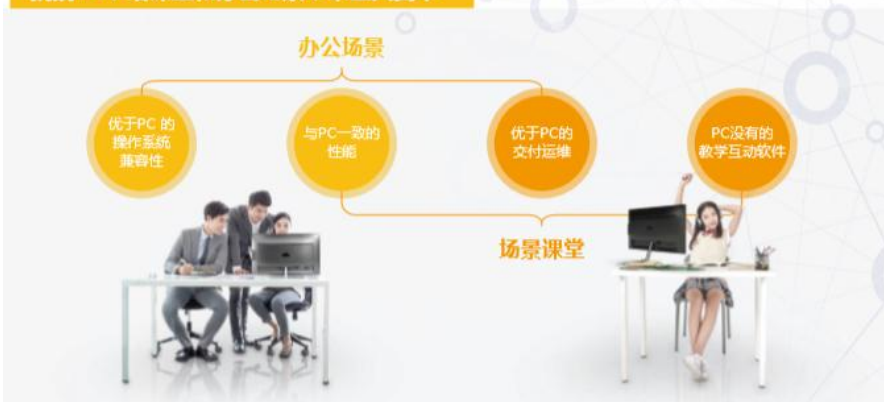 办公场景
优于PC 的
操作系统
兼容性
与PC一致的
性能
优于PC的
交付运维
PC没有的
教学互动软件
场景课堂